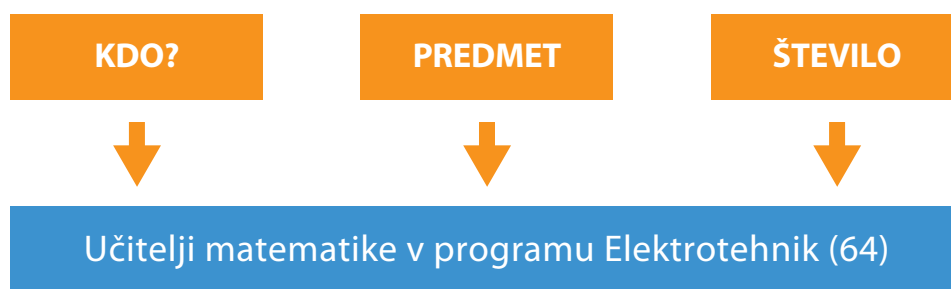 KDO? PREDMET ŠTEVILO
Učitelji matematike v programu Elektrotehnik (64)